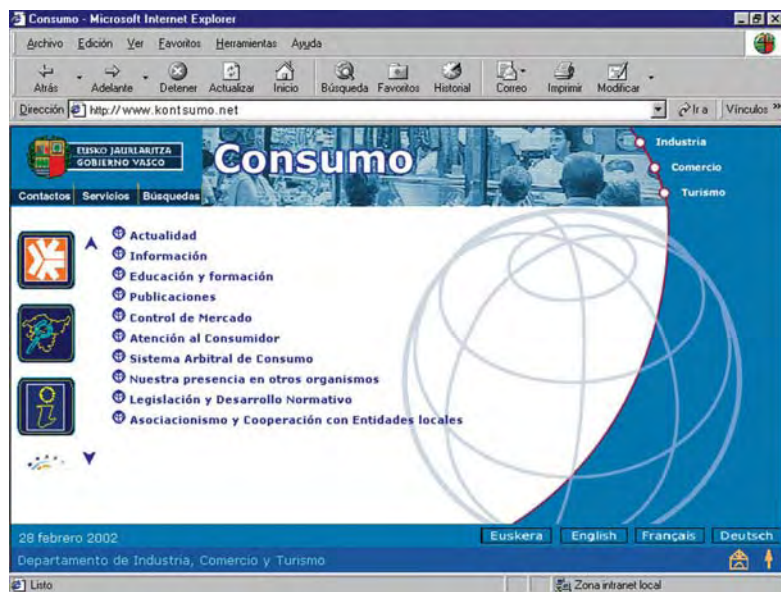 Consumo - Microsoft Internet Explorer
Archivo Edición Ver Favoritos Herramientas Ayuda
Atrás Adelante Detener Actualizar Inicio Búsqueda Favoritos Historial Correo Imprimir Modificar
Dirección http://www.kontsumo.net Ir a Vínculos »
EUSKO JAURLARITZA
GOBIERNO VASCO
Consumo
Industria
Comercio
Turismo
Contactos Servicios Búsquedas
Actualidad
Información
Educación y formación
Publicaciones
Control de Mercado
Atención al Consumidor
Sistema Arbitral de Consumo
Nuestra presencia en otros organismos
Legislación y Desarrollo Normativo
Asociacionismo y Cooperación con Entidades locales
28 febrero 2002
Euskera English Français Deutsch
Departamento de Industria, Comercio y Turismo
Listo Zona intranet local